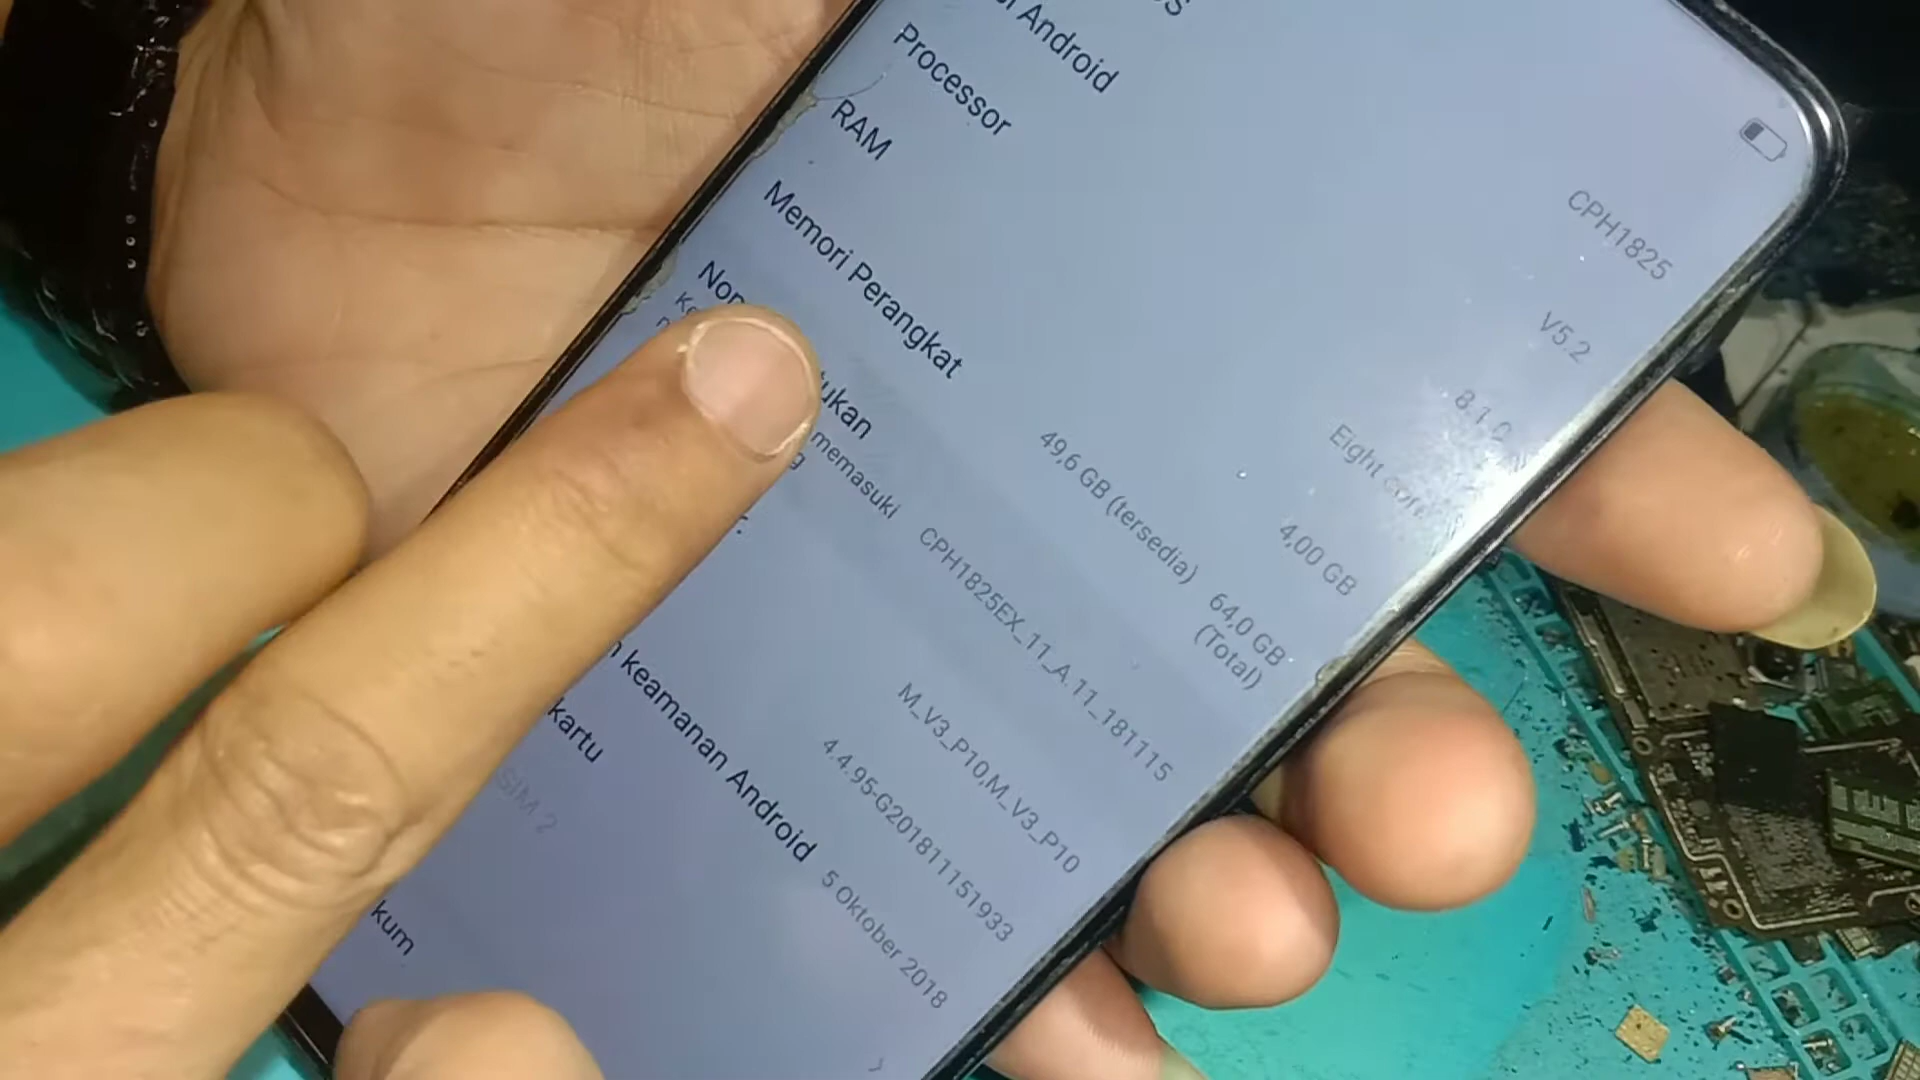 CPH1825
OS
V5.2
Android
8.1.0
Processor
Eight core
RAM
4,00 GB
Memori Perangkat
49,6 GB (tersedia)
64,0 GB
(Total)
tukan
memasuki
CPH1825EX_11_A.11_181115
M_V3_P10,M_V3_P10
4.4.95-G201811151933
keamanan Android
5 Oktober 2018
kartu
SIM 2
kum